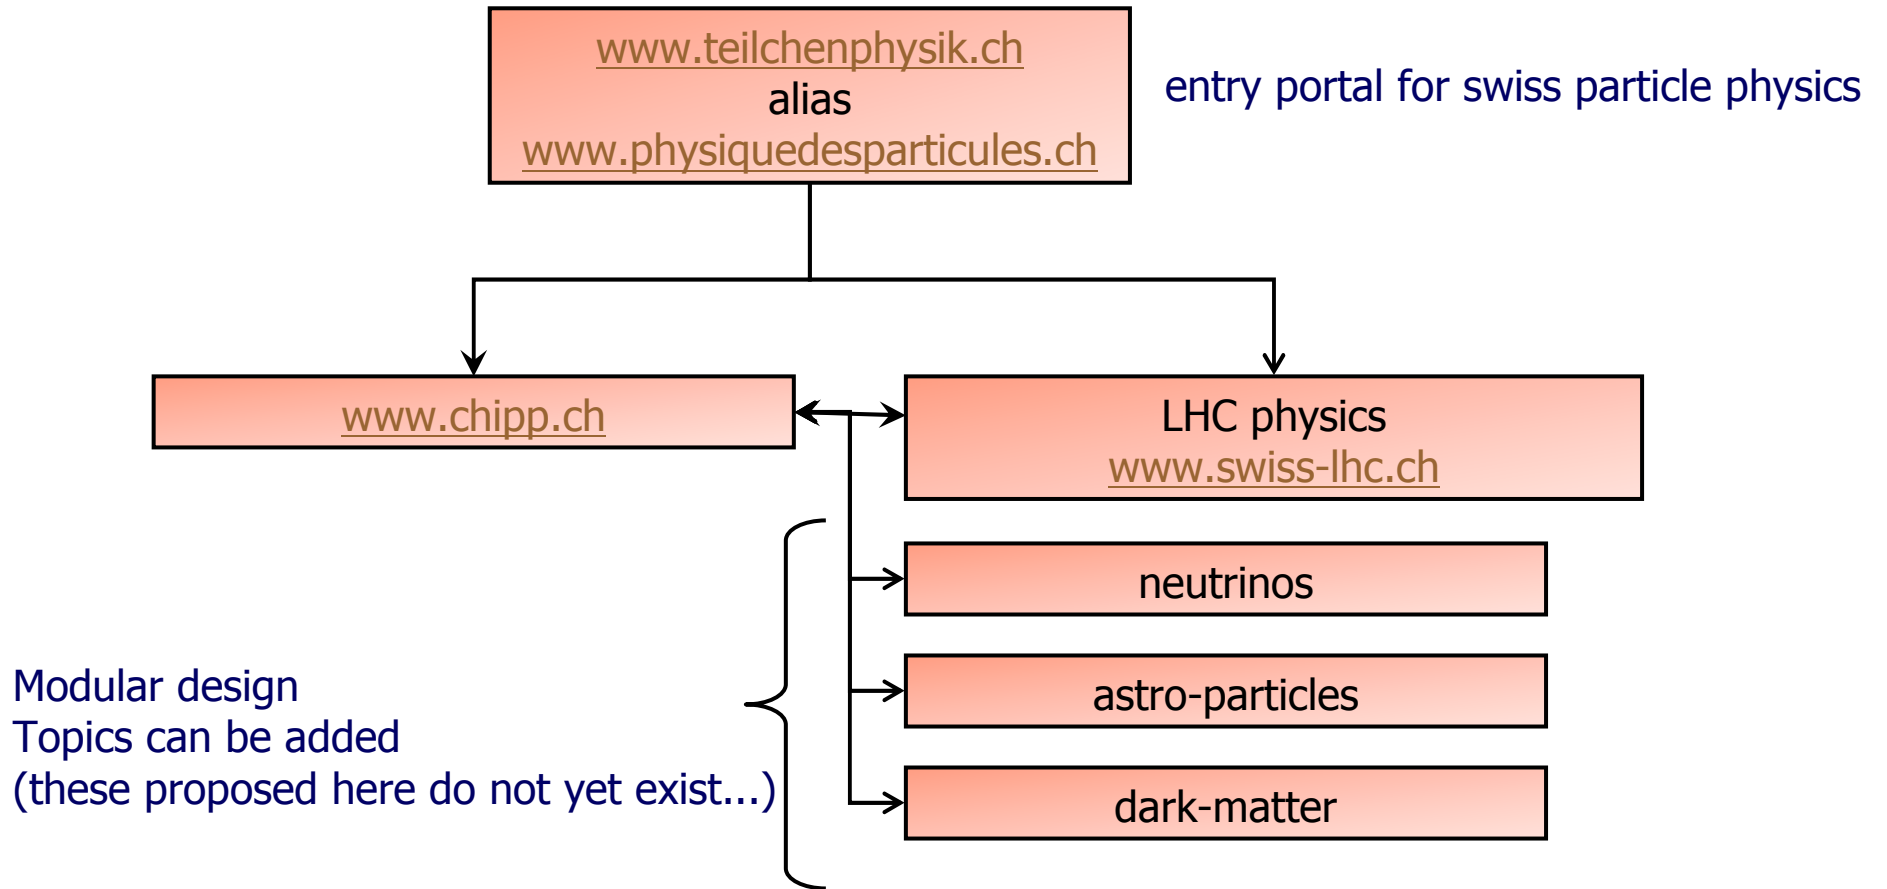 www.teilchenphysik.ch
alias
www.physiquedesparticules.ch
entry portal for swiss particle physics
www.chipp.ch
LHC physics
www.swiss-lhc.ch
neutrinos
astro-particles
dark-matter
Modular design
Topics can be added
(these proposed here do not yet exist...)